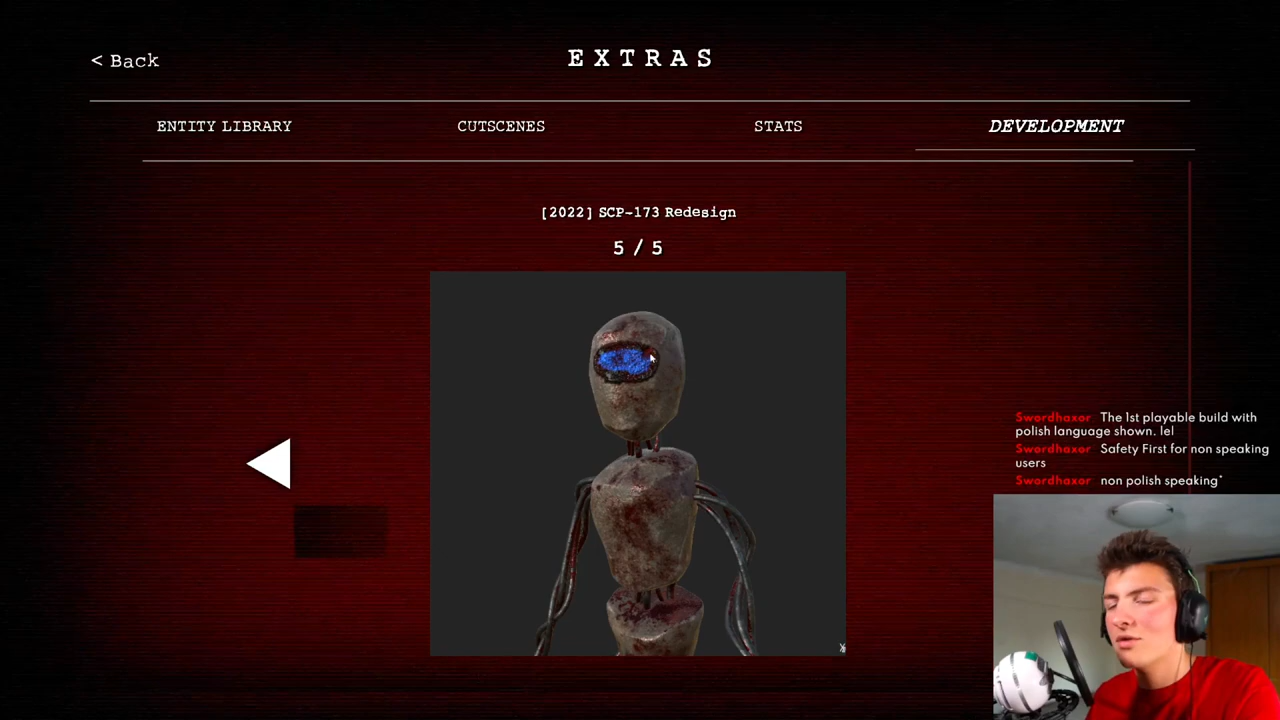 < Back
EXTRAS
ENTITY LIBRARY
CUTSCENES
STATS
DEVELOPMENT
[2022] SCP-173 Redesign
5 / 5
Swordhaxor The 1st playable build with
polish language shown. lel
Swordhaxor Safety First for non speaking
users
Swordhaxor non polish speaking*